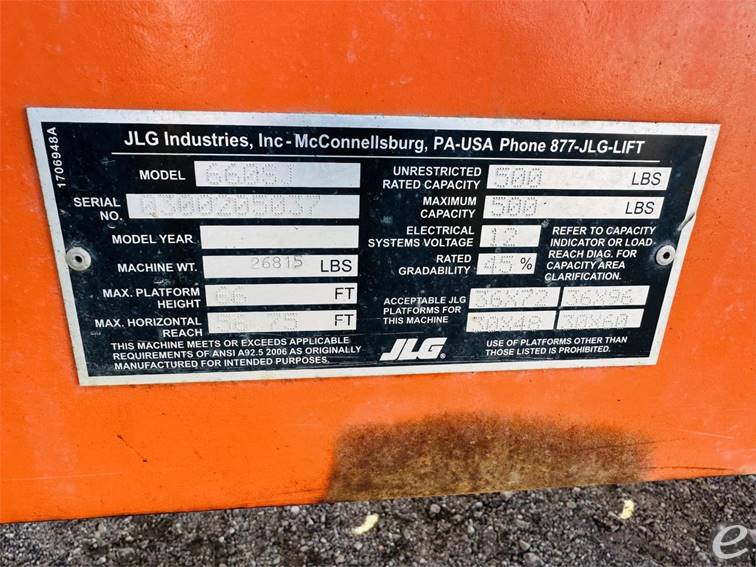 1706948A
JLG Industries, Inc - McConnellsburg, PA-USA Phone 877-JLG-LIFT
MODEL 660SJ
SERIAL NO. 0300205037
MODEL YEAR
MACHINE WT. 26815 LBS
MAX. PLATFORM HEIGHT 66 FT
MAX. HORIZONTAL REACH 56.75 FT
THIS MACHINE MEETS OR EXCEEDS APPLICABLE
REQUIREMENTS OF ANSI A92.5 2006 AS ORIGINALLY
MANUFACTURED FOR INTENDED PURPOSES.
UNRESTRICTED RATED CAPACITY 500 LBS
MAXIMUM CAPACITY 500 LBS
ELECTRICAL SYSTEMS VOLTAGE 12
RATED GRADABILITY 45 %
REFER TO CAPACITY
INDICATOR OR LOAD-
REACH DIAG. FOR
CAPACITY AREA
CLARIFICATION.
ACCEPTABLE JLG
PLATFORMS FOR
THIS MACHINE
36X72 36X96
30X48 30X60
JLG®
USE OF PLATFORMS OTHER THAN
THOSE LISTED IS PROHIBITED.
e